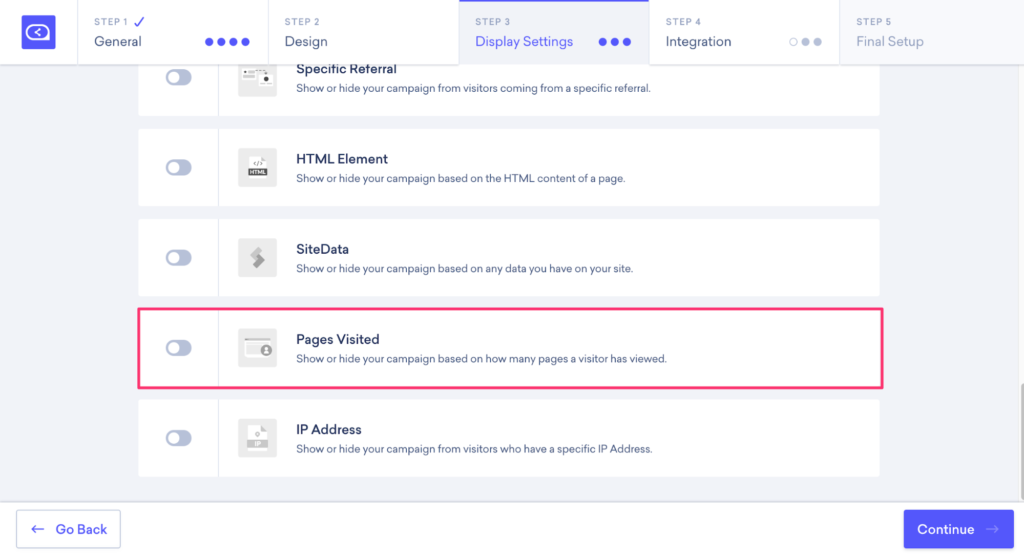 STEP 1
General
STEP 2
Design
STEP 3
Display Settings
STEP 4
Integration
STEP 5
Final Setup
Specific Referral
Show or hide your campaign from visitors coming from a specific referral.
HTML
HTML Element
Show or hide your campaign based on the HTML content of a page.
SiteData
Show or hide your campaign based on any data you have on your site.
Pages Visited
Show or hide your campaign based on how many pages a visitor has viewed.
IP
IP Address
Show or hide your campaign from visitors who have a specific IP Address.
← Go Back
Continue →